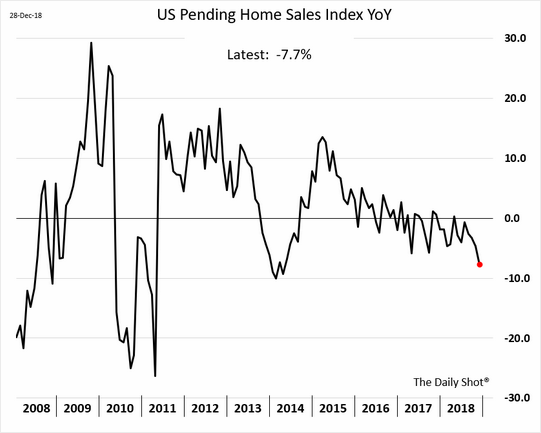 28-Dec-18
US Pending Home Sales Index YoY
Latest: -7.7%
30.0
20.0
10.0
0.0
-10.0
-20.0
The Daily Shot®
-30.0
2008 2009 2010 2011 2012 2013 2014 2015 2016 2017 2018